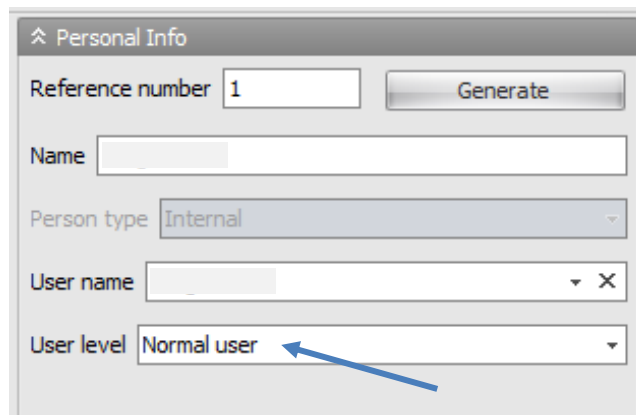 Personal Info
Reference number 1 Generate
Name
Person type Internal
User name
User level Normal user